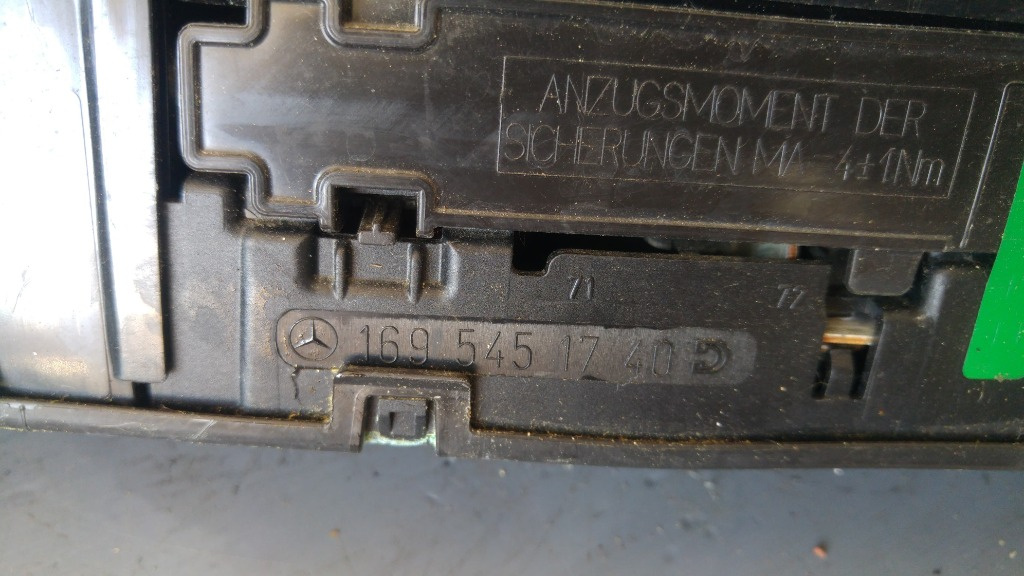 ANZUGSMOMENT DER
SICHERUNGEN MA 4±1Nm
71
72
169 545 17 40 D